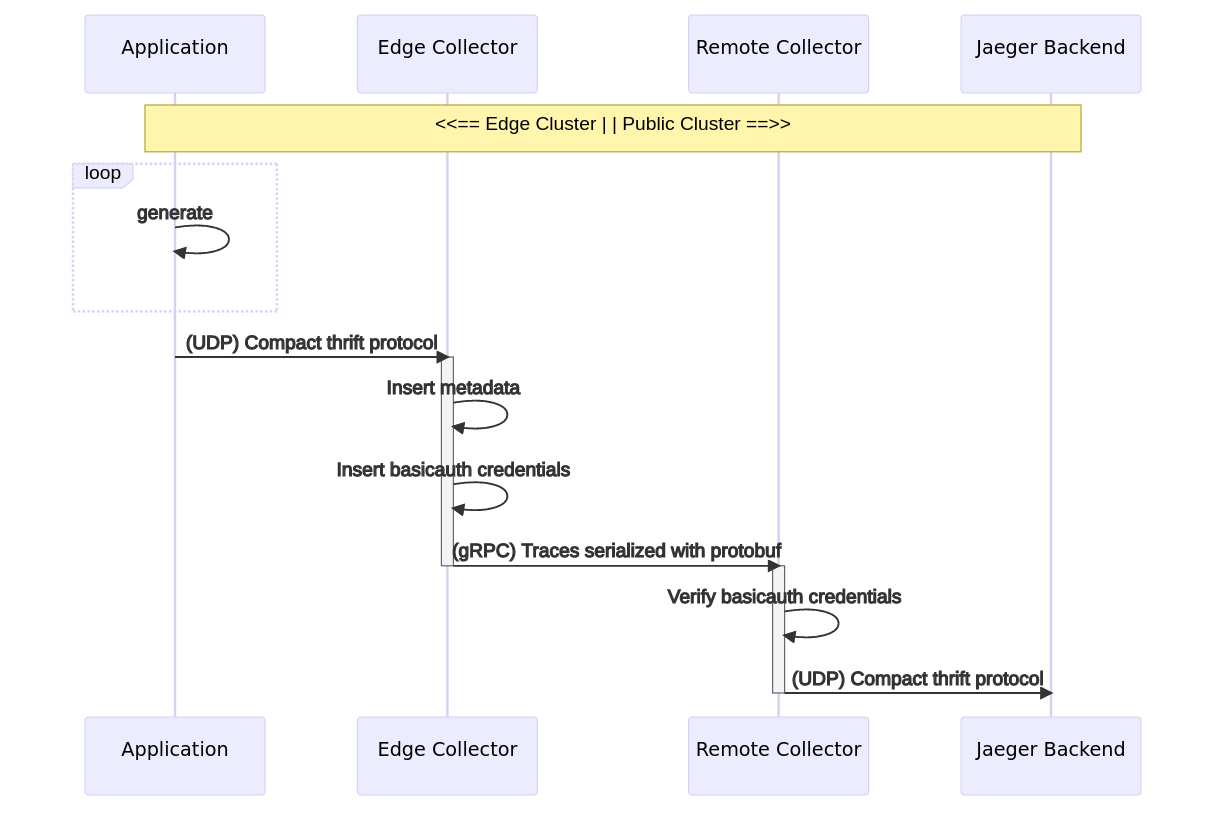 Application
Edge Collector
Remote Collector
Jaeger Backend
<<== Edge Cluster | | Public Cluster ==>>
loop
generate
(UDP) Compact thrift protocol
Insert metadata
Insert basicauth credentials
(gRPC) Traces serialized with protobuf
Verify basicauth credentials
(UDP) Compact thrift protocol
Application
Edge Collector
Remote Collector
Jaeger Backend